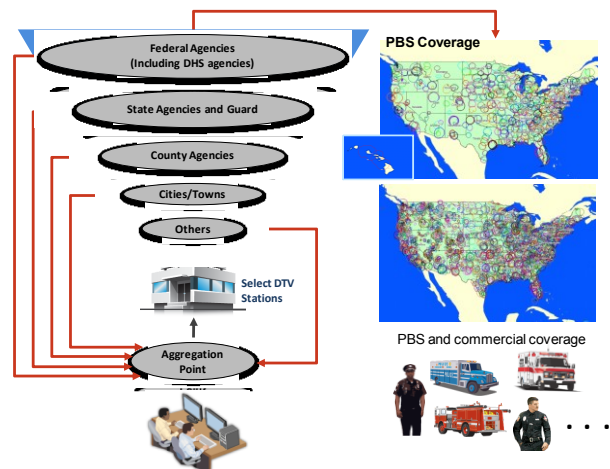 Federal Agencies
(Including DHS agencies)
State Agencies and Guard
County Agencies
Cities/Towns
Others
Select DTV
Stations
Aggregation
Point
PBS Coverage
PBS and commercial coverage
. . .